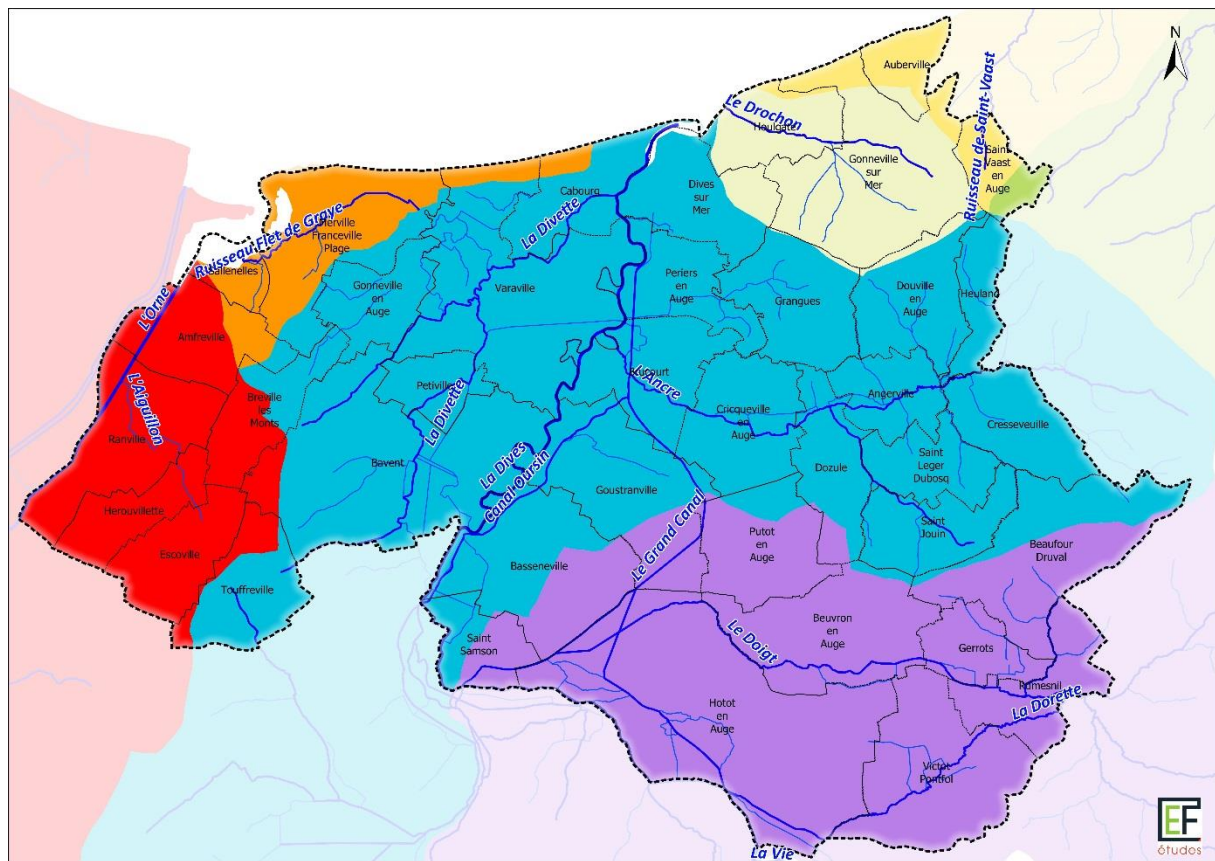 N
Auberville
Le Drochon
Houlgate
Ruisseau de Saint-Vaast
Gonneville
sur
Mer
Saint
Vaast
en
Auge
Cabourg
Dives
sur
Mer
La Divette
Merville
Franceville
Plage
Ruisseau Flet de Graye
Sallenelles
Gonneville
en
Auge
Varaville
Periers
en
Auge
Grangues
Douville
en
Auge
Heuland
L'Orne
Amfreville
L'Aiguillon
Breville
les
Monts
Petiville
La Divette
Brucourt
Ancre
Angerville
Cricqueville
en
Auge
Cresseveuille
Ranville
Bavent
La Dives
Canal Oursin
Goustranville
Dozule
Saint
Leger
Dubosq
Herouvillette
Escoville
Le Grand Canal
Putot
en
Auge
Saint
Jouin
Beaufour
Druval
Touffreville
Basseneville
Saint
Samson
Le Doigt
Beuvron
en
Auge
Gerrots
Rumesnil
La Dorette
Hotot
en
Auge
Victot
Pontfol
La Vie
EF
études